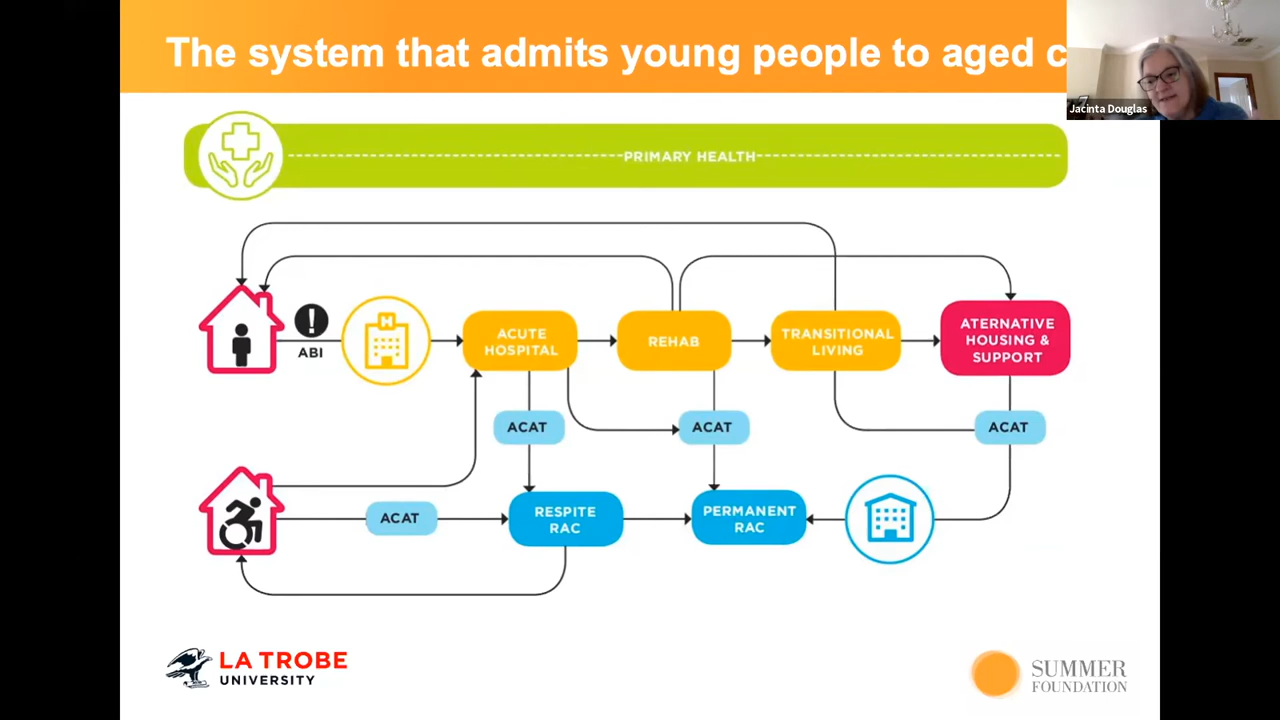 The system that admits young people to aged c
Jacinta Douglas
PRIMARY HEALTH
ABI
H
ACUTE
HOSPITAL
REHAB
TRANSITIONAL
LIVING
ATERNATIVE
HOUSING &
SUPPORT
ACAT
ACAT
ACAT
ACAT
RESPITE
RAC
PERMANENT
RAC
LA TROBE
UNIVERSITY
SUMMER
FOUNDATION